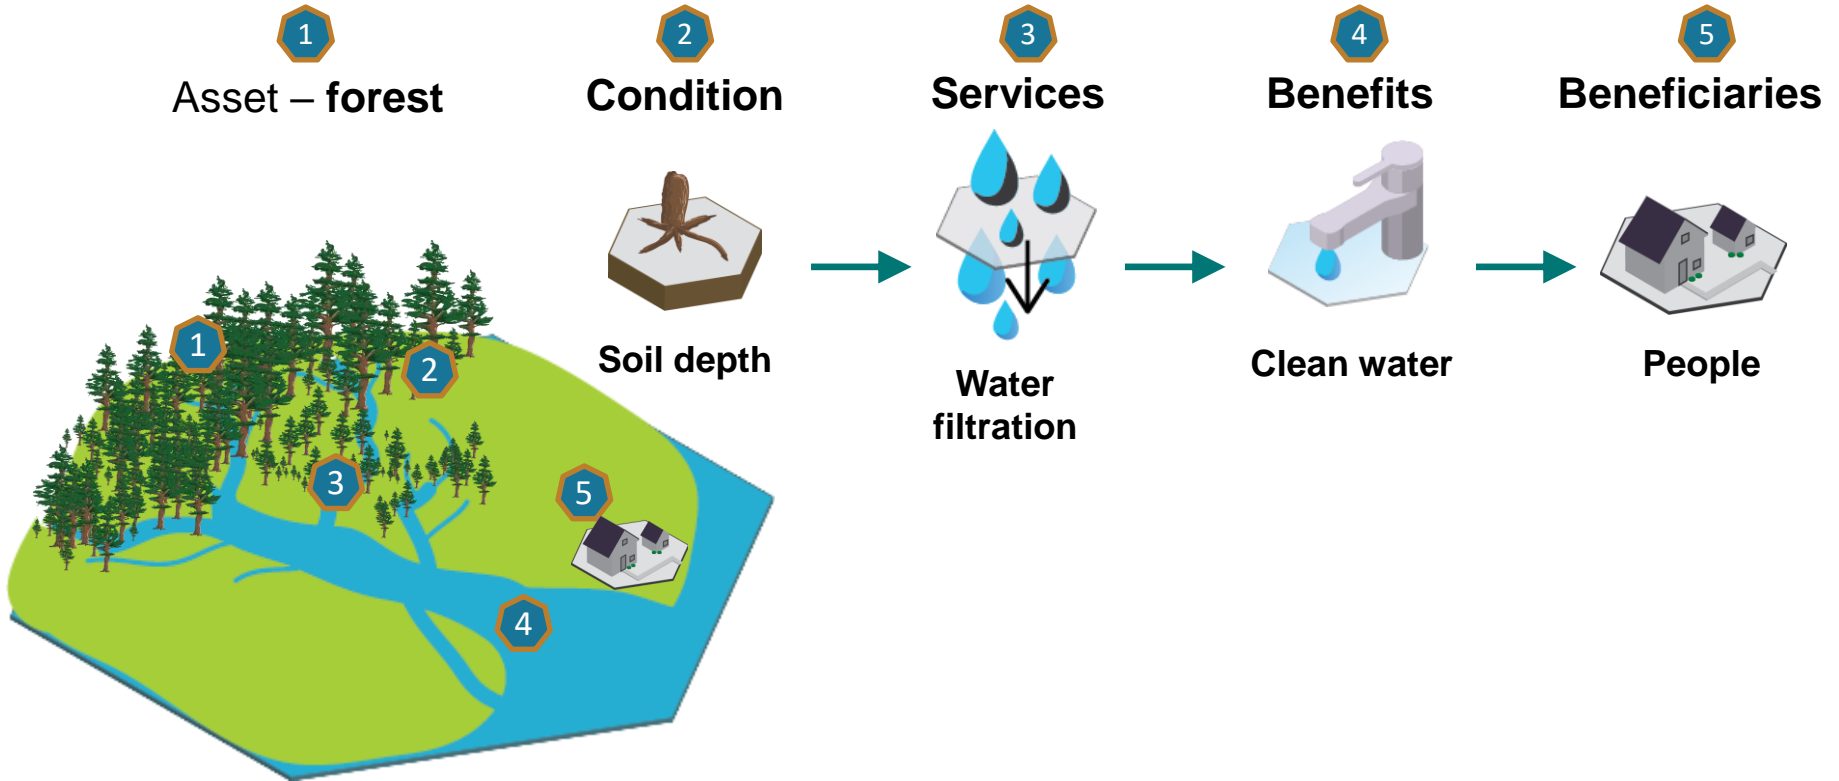 1
2
3
4
5
Asset – forest
Condition
Services
Benefits
Beneficiaries
Soil depth
Water
filtration
Clean water
People
1
2
3
4
5